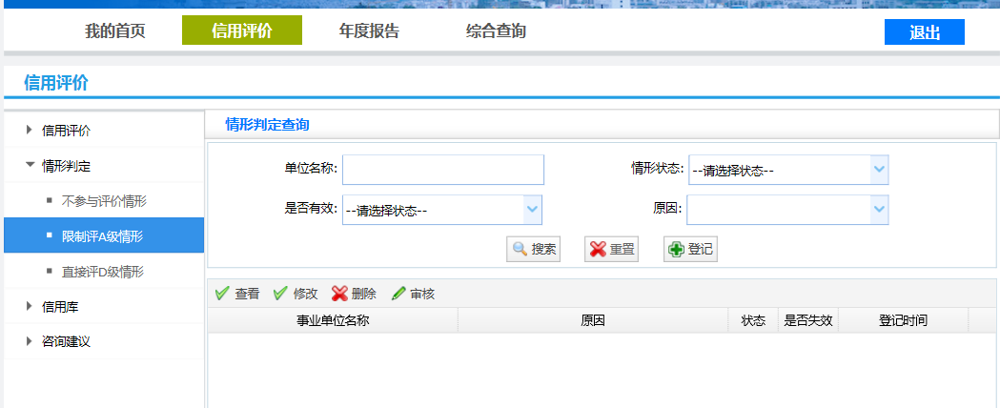 我的首页 信用评价 年度报告 综合查询 退出
信用评价
信用评价
情形判定
不参与评价情形
限制评A级情形
直接评D级情形
信用库
咨询建议
情形判定查询
单位名称: 情形状态: --请选择状态--
是否有效: --请选择状态-- 原因:
搜索 重置 登记
查看 修改 删除 审核
事业单位名称 原因 状态 是否失效 登记时间